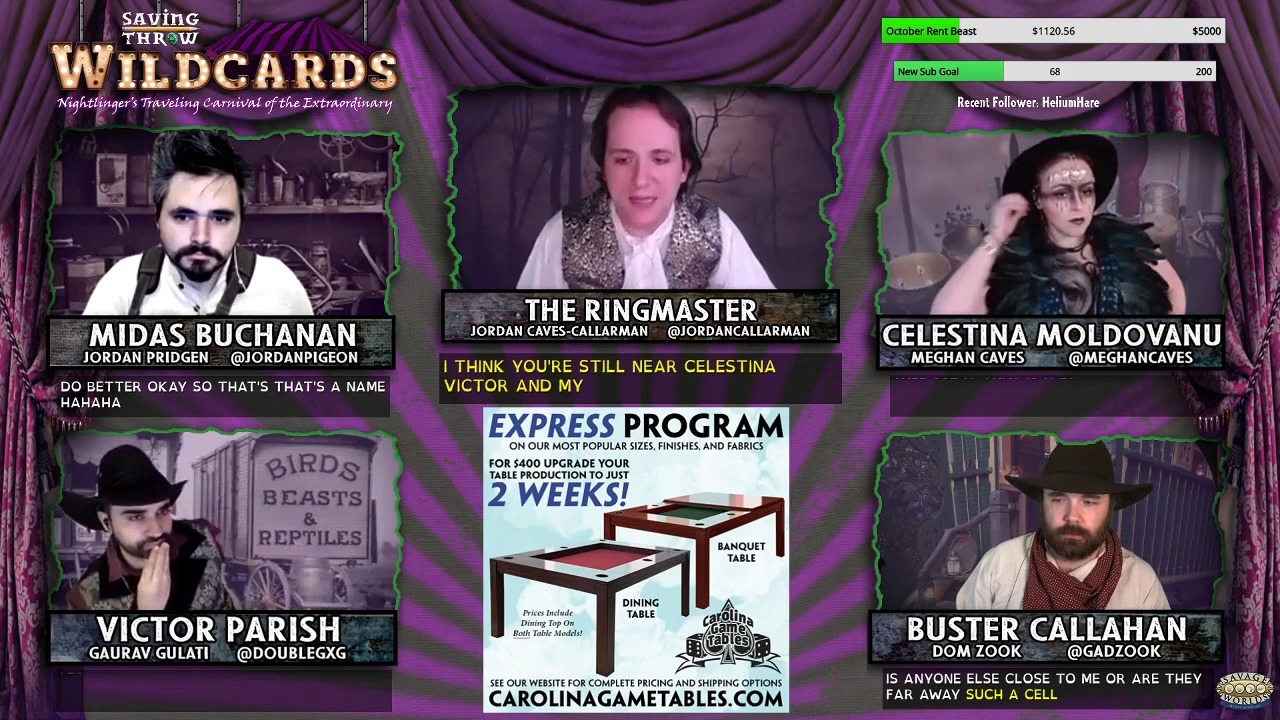 SAVING
THROW
WILDCARDS
Nightlinger's Traveling Carnival of the Extraordinary
October Rent Beast $1120.56 $5000
New Sub Goal 68 200
Recent Follower: HeliumHare
MIDAS BUCHANAN
JORDAN PRIDGEN @JORDANPIGEON
DO BETTER OKAY SO THAT'S THAT'S A NAME
HAHAHA
THE RINGMASTER
JORDAN CAVES-CALLARMAN @JORDANCALLARMAN
I THINK YOU'RE STILL NEAR CELESTINA
VICTOR AND MY
CELESTINA MOLDOVANU
MEGHAN CAVES @MEGHANCAVES
BIRDS
BEASTS
&
REPTILES
VICTOR PARISH
GAURAV GULATI @DOUBLEGXG
EXPRESS PROGRAM
ON OUR MOST POPULAR SIZES, FINISHES, AND FABRICS
FOR $400 UPGRADE YOUR
TABLE PRODUCTION TO JUST
2 WEEKS!
BANQUET
TABLE
DINING
TABLE
Prices Include
Dining Top On
Both Table Models!
Carolina
Game
Tables
SEE OUR WEBSITE FOR COMPLETE PRICING AND SHIPPING OPTIONS
CAROLINAGAMETABLES.COM
BUSTER CALLAHAN
DOM ZOOK @GADZOOK
IS ANYONE ELSE CLOSE TO ME OR ARE THEY
FAR AWAY SUCH A CELL
SAVAGE
WORLDS